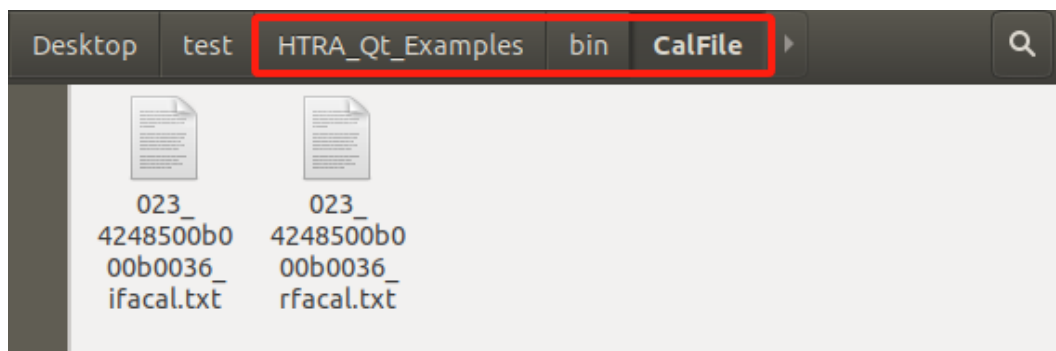 Desktop test HTRA_Qt_Examples bin CalFile
023_ 023_
4248500b0 4248500b0
00b0036_ 00b0036_
ifacal.txt rfacal.txt